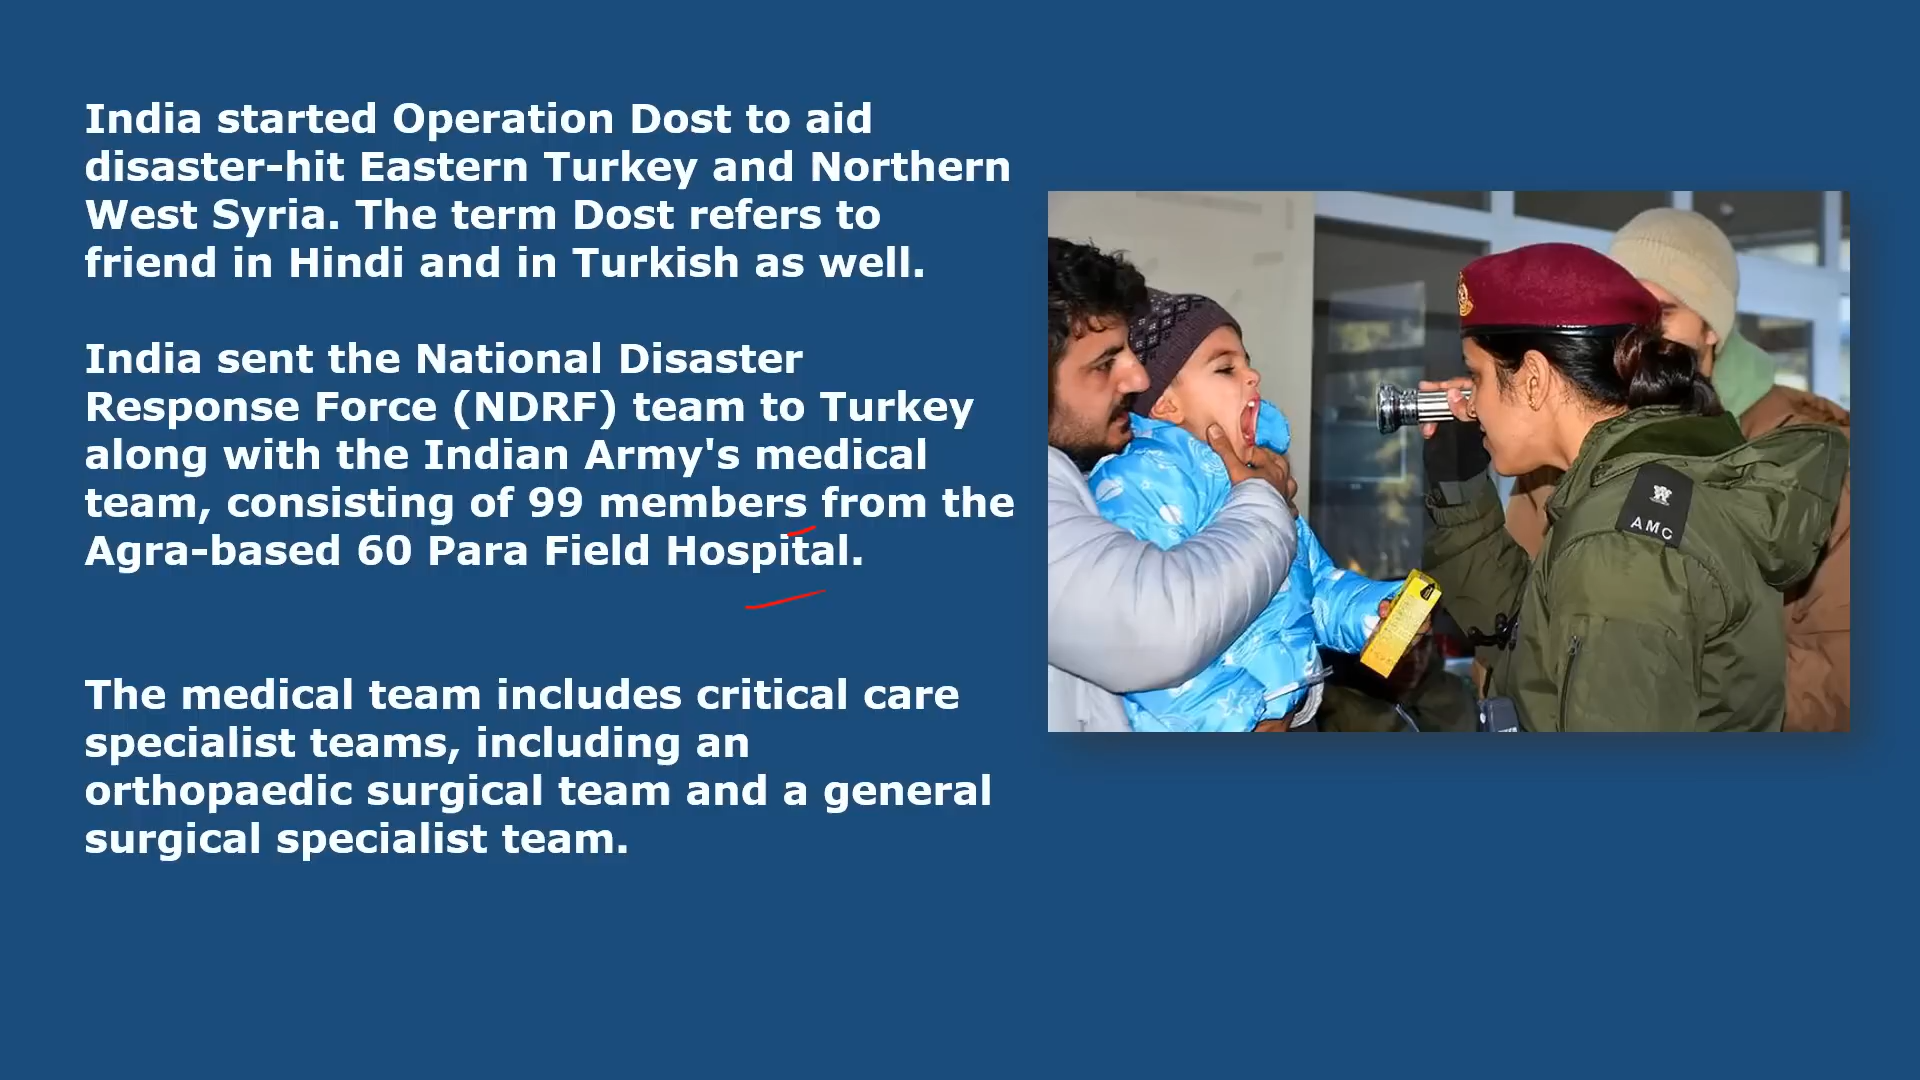 India started Operation Dost to aid
disaster-hit Eastern Turkey and Northern
West Syria. The term Dost refers to
friend in Hindi and in Turkish as well.
India sent the National Disaster
Response Force (NDRF) team to Turkey
along with the Indian Army's medical
team, consisting of 99 members from the
Agra-based 60 Para Field Hospital.
The medical team includes critical care
specialist teams, including an
orthopaedic surgical team and a general
surgical specialist team.
AMC